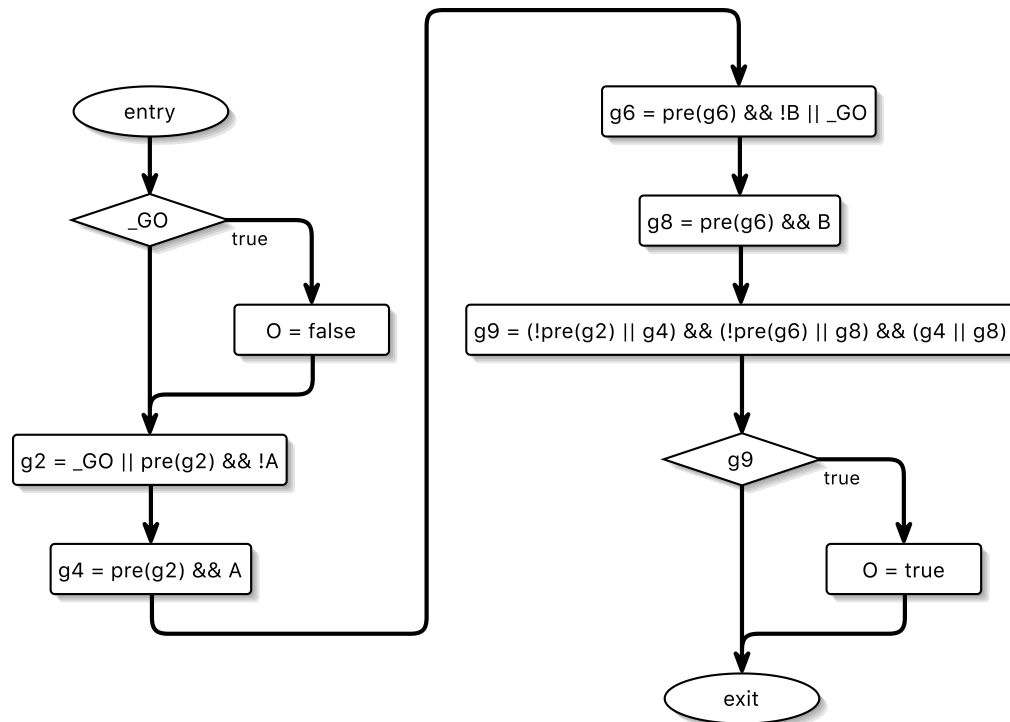 entry
_GO
true
O = false
g2 = _GO || pre(g2) && !A
g4 = pre(g2) && A
g6 = pre(g6) && !B || _GO
g8 = pre(g6) && B
g9 = (!pre(g2) || g4) && (!pre(g6) || g8) && (g4 || g8)
g9
true
O = true
exit